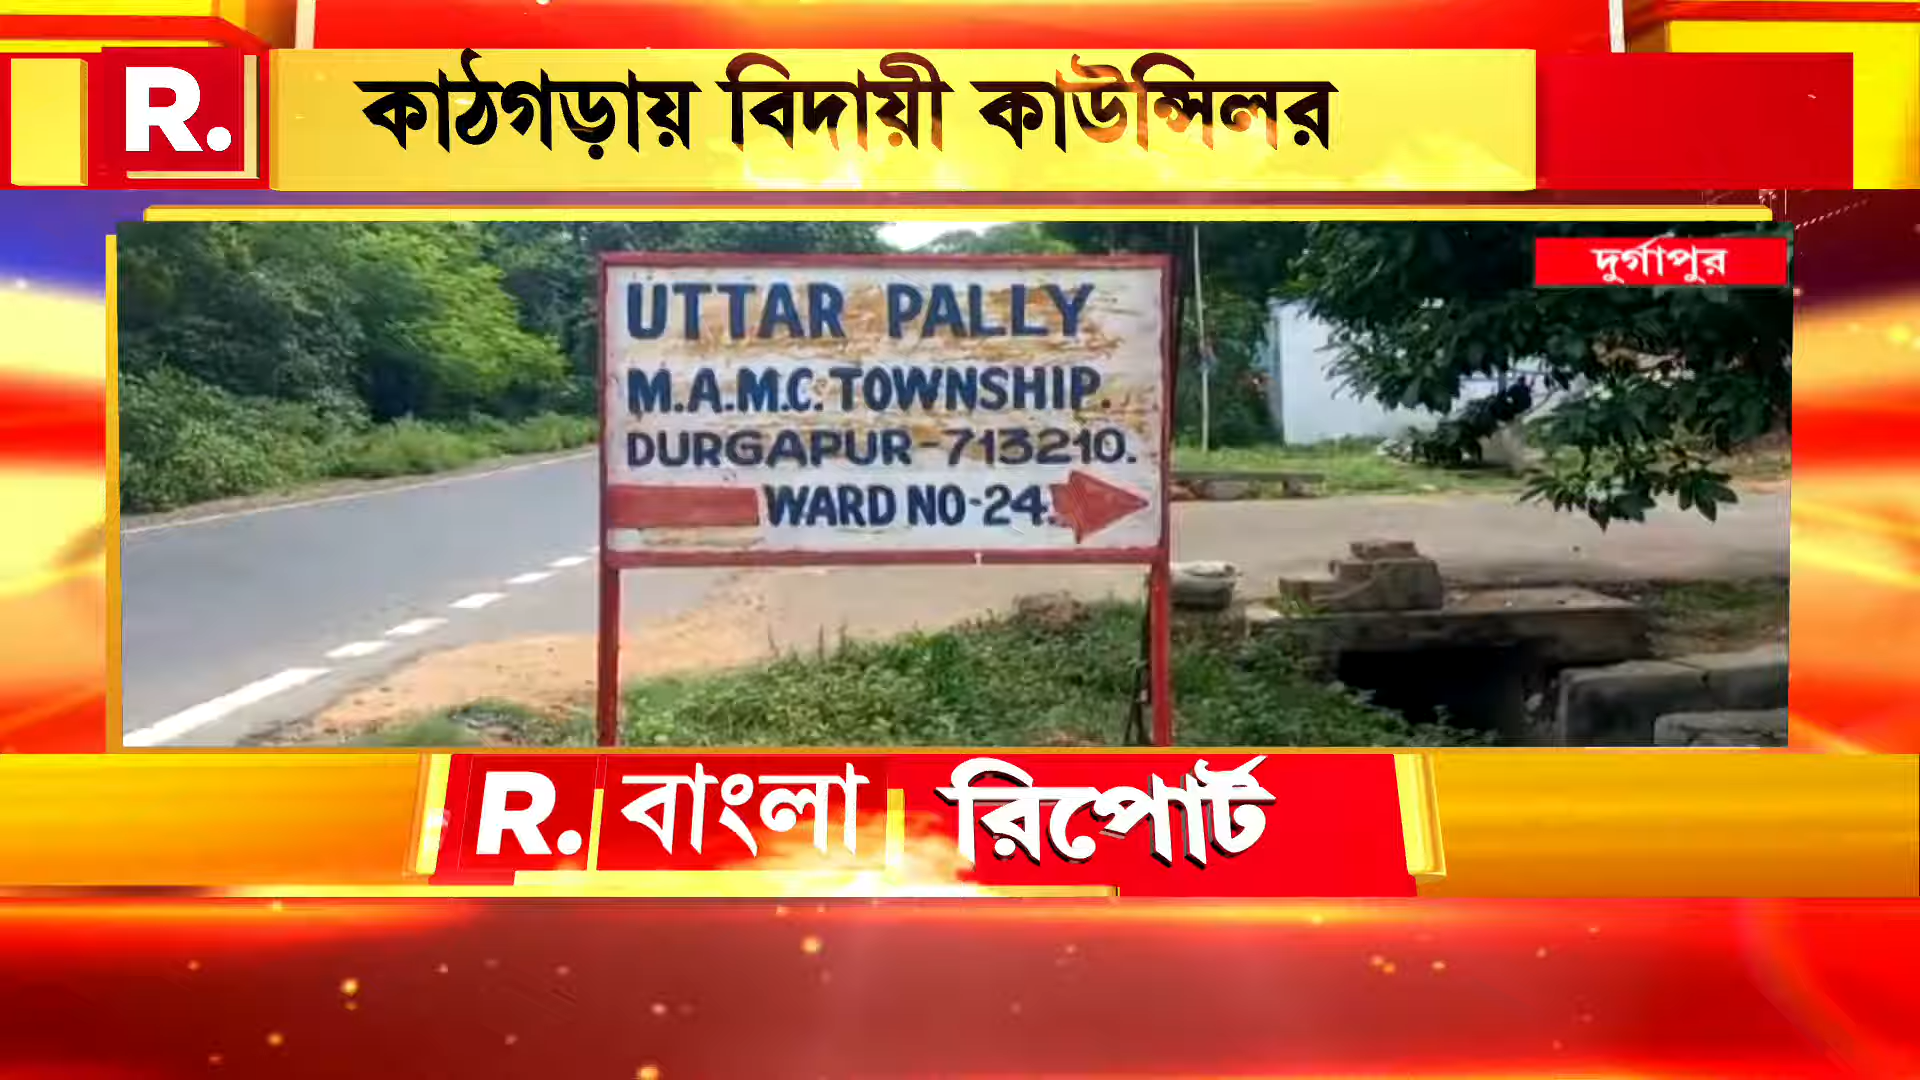 R. কাঠগড়ায় বিদায়ী কাউন্সিলর
দুর্গাপুর
UTTAR PALLY
M.A.M.C. TOWNSHIP.
DURGAPUR-713210.
WARD NO-24.
R. বাংলা রিপোর্ট